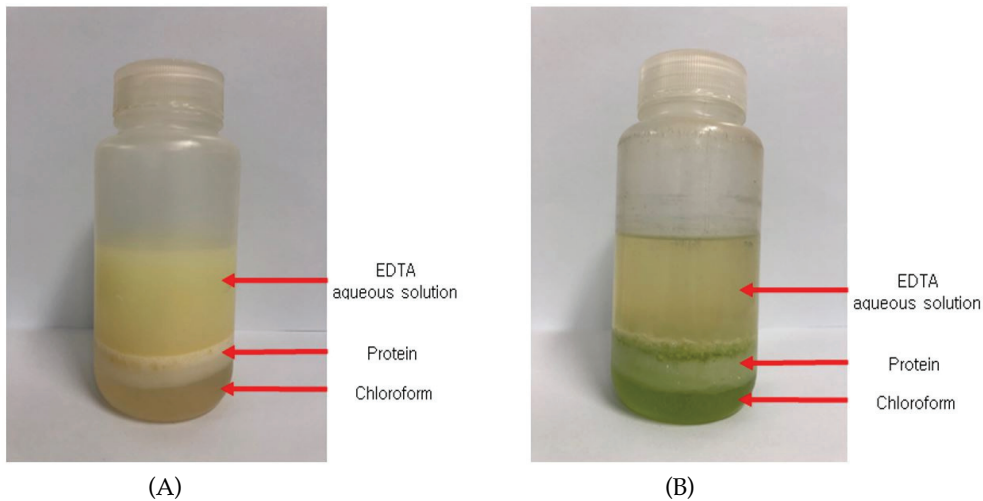 EDTA
aqueous solution
Protein
Chloroform
(A)
EDTA
aqueous solution
Protein
Chloroform
(B)